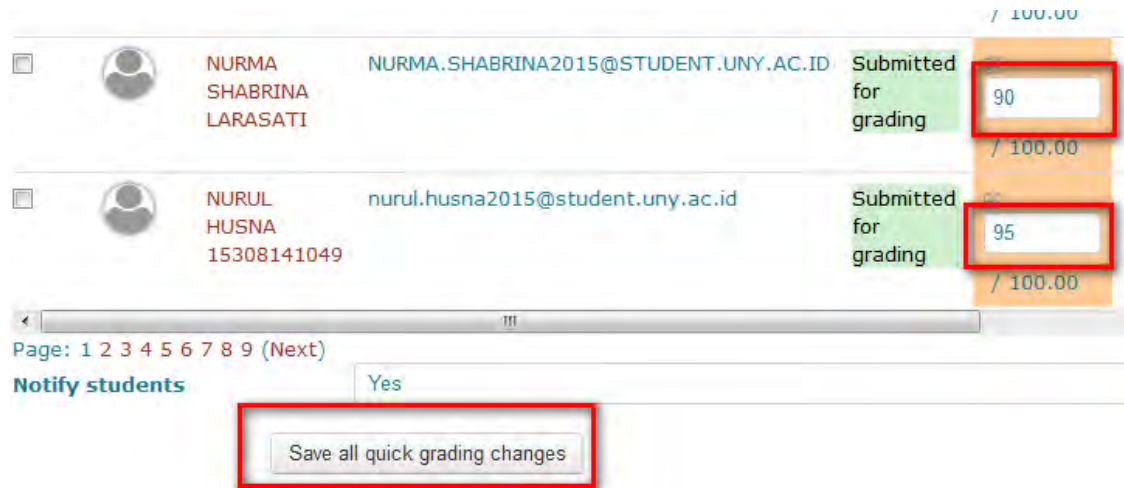 / 100.00
NURMA NURMA.SHABRINA2015@STUDENT.UNY.AC.ID Submitted
SHABRINA for 90
LARASATI grading
/ 100.00
NURUL nurul.husna2015@student.uny.ac.id Submitted
HUSNA for 95
15308141049 grading
/ 100.00
Page: 1 2 3 4 5 6 7 8 9 (Next)
Notify students Yes
Save all quick grading changes